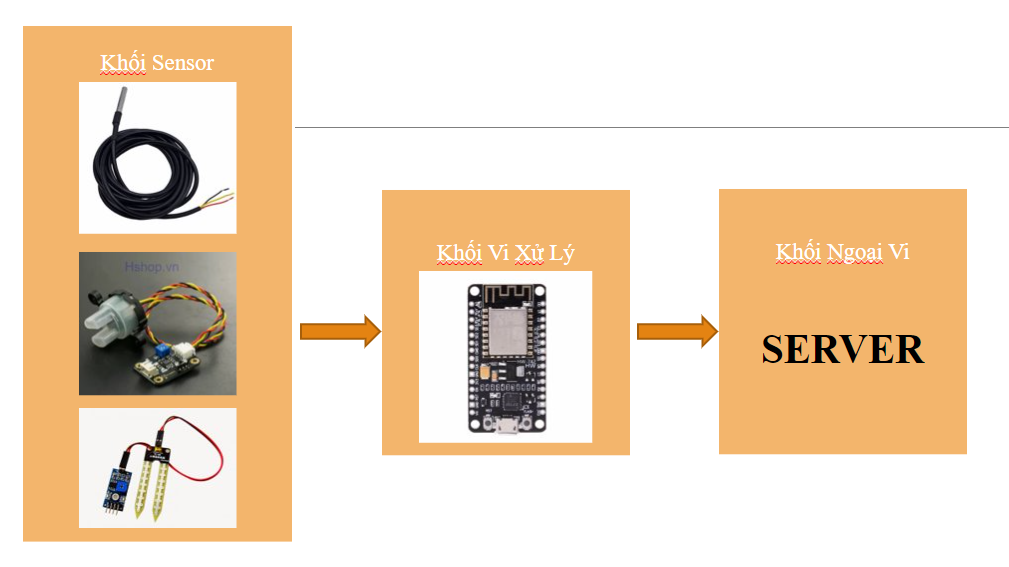 Khối Sensor
Hshop.vn
Khối Vi Xử Lý
Khối Ngoại Vi
SERVER